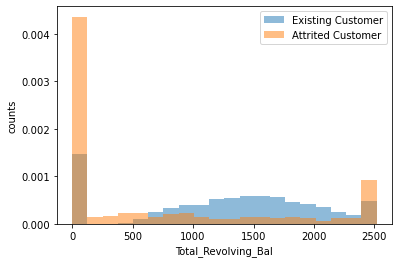 Existing Customer
Attrited Customer
0.004
0.003
0.002
0.001
0.000
counts
0 500 1000 1500 2000 2500
Total_Revolving_Bal